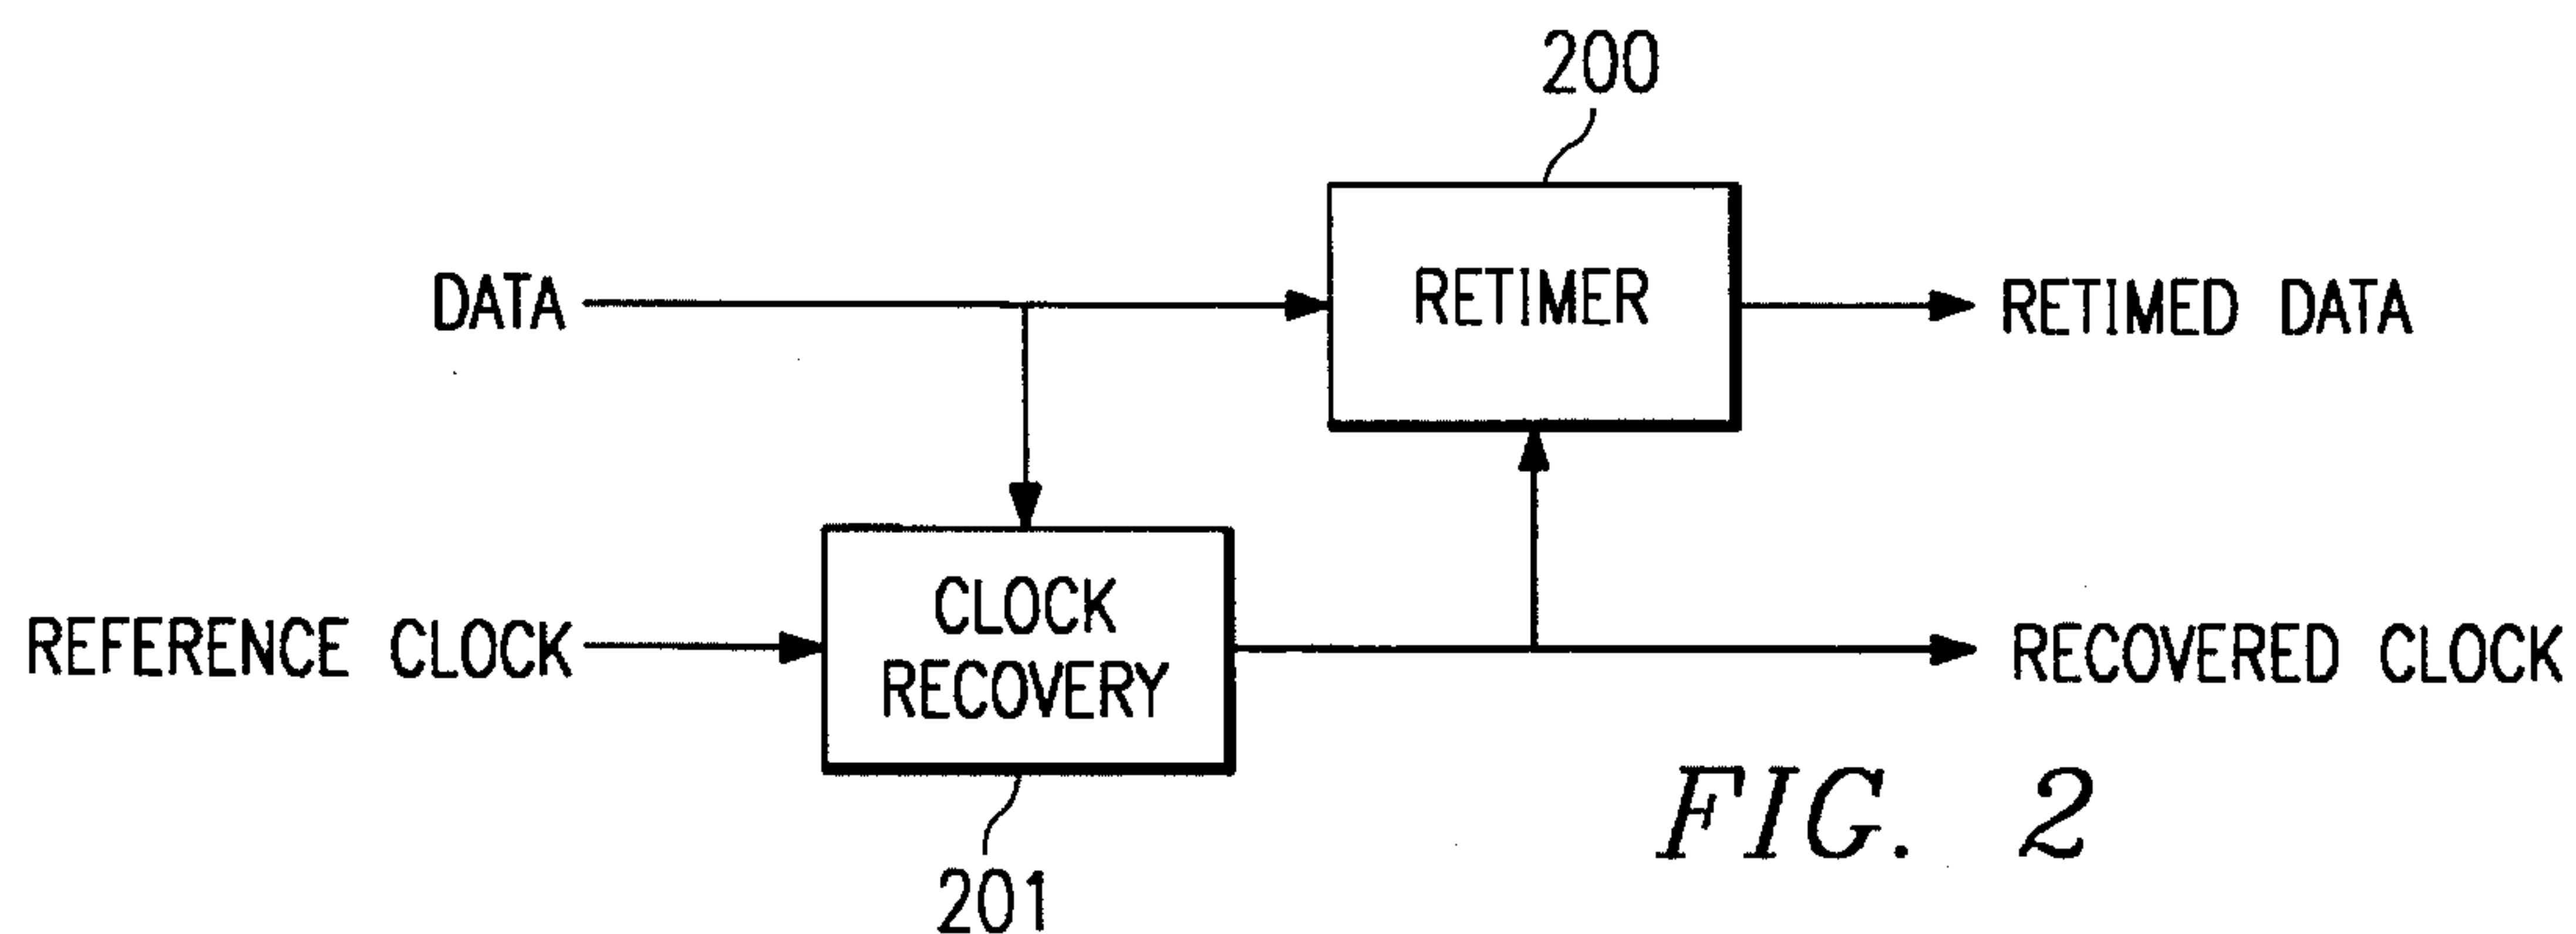 200
DATA
RETIMER
RETIMED DATA
REFERENCE CLOCK
CLOCK
RECOVERY
RECOVERED CLOCK
201
FIG. 2